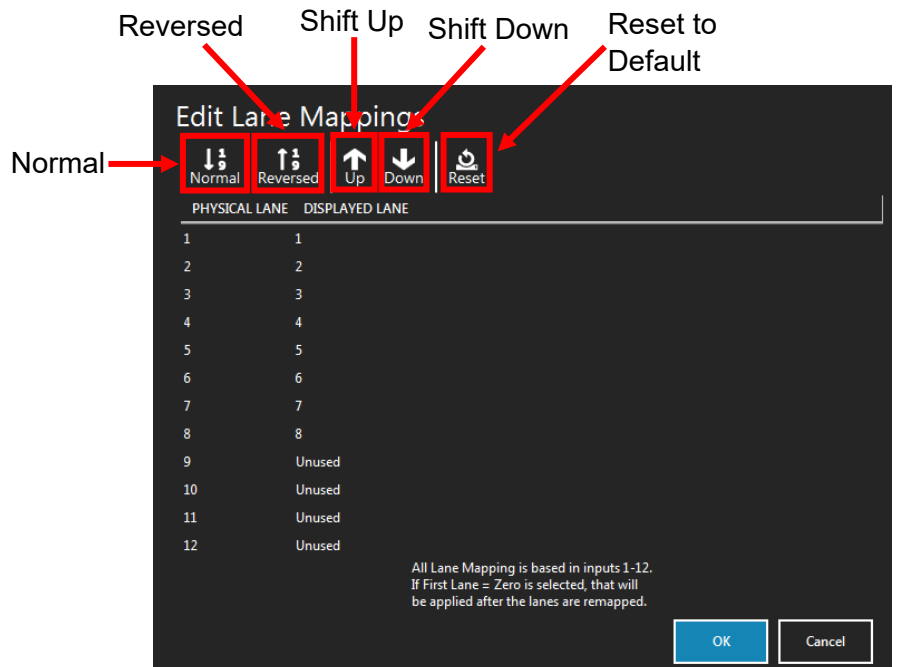 Reversed
Shift Up
Shift Down
Reset to
Default
Normal
Edit Lane Mappings
Normal
Reversed
Up
Down
Reset
PHYSICAL LANE DISPLAYED LANE
1 1
2 2
3 3
4 4
5 5
6 6
7 7
8 8
9 Unused
10 Unused
11 Unused
12 Unused
All Lane Mapping is based in inputs 1-12.
If First Lane = Zero is selected, that will
be applied after the lanes are remapped.
OK
Cancel